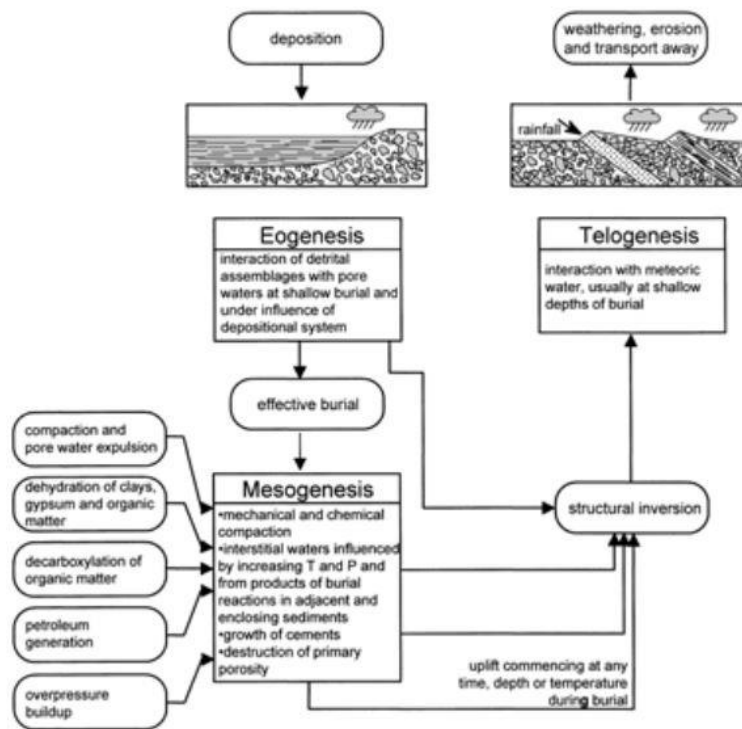 deposition
weathering, erosion
and transport away
rainfall
Eogenesis
interaction of detrital
assemblages with pore
waters at shallow burial and
under influence of
depositional system
Telogenesis
interaction with meteoric
water, usually at shallow
depths of burial
effective burial
compaction and
pore water expulsion
dehydration of clays,
gypsum and organic
matter
decarboxylation of
organic matter
petroleum
generation
overpressure
buildup
Mesogenesis
•mechanical and chemical
compaction
•interstitial waters influenced
by increasing T and P and
from products of burial
reactions in adjacent and
enclosing sediments
•growth of cements
•destruction of primary
porosity
structural inversion
uplift commencing at any
time, depth or temperature
during burial